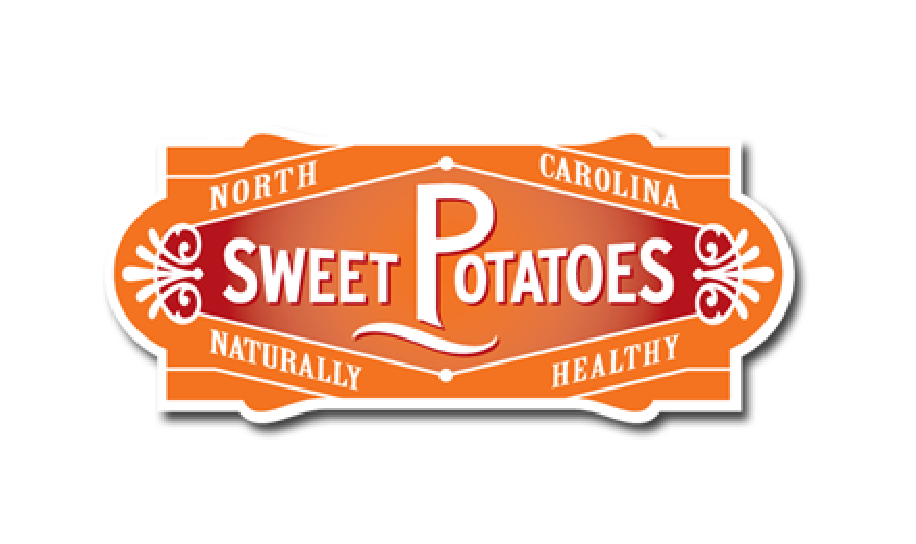 NORTH CAROLINA
SWEET POTATOES
NATURALLY HEALTHY